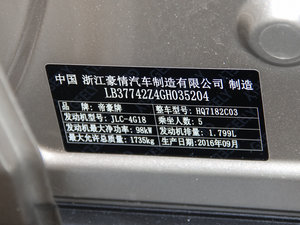 中国 浙江豪情汽车制造有限公司 制造
LB37742Z4GH035204
品牌：帝豪牌 整车型号：HQ7182C03
发动机型号：JLC-4G18 乘坐人数：5
发动机最大净功率：98kW 发动机排量：1.799L
最大允许总质量：1735kg 生产日期：2016年09月